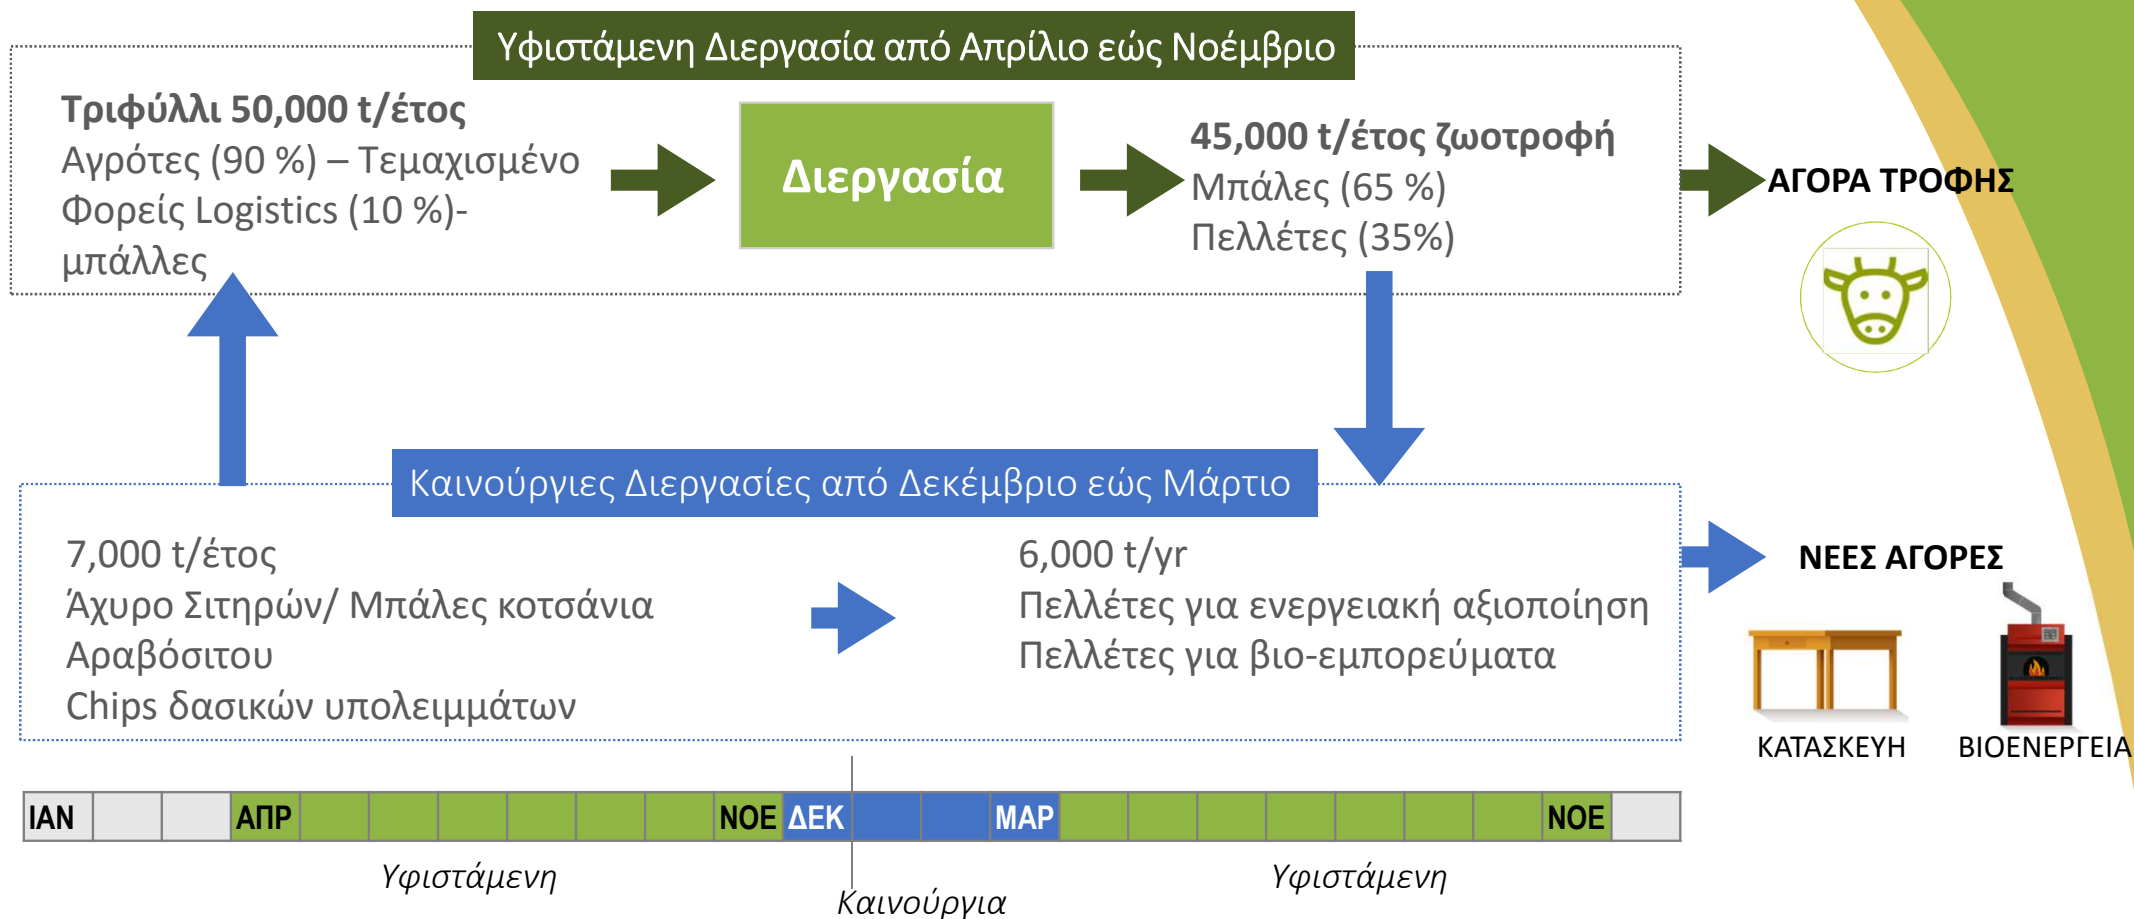 Υφιστάμενη Διεργασία από Απρίλιο εώς Νοέμβριο
Τριφύλλι 50,000 t/έτος
Αγρότες (90 %) – Τεμαχισμένο
Φορείς Logistics (10 %)-
μπάλλες
Διεργασία
45,000 t/έτος ζωοτροφή
Μπάλες (65 %)
Πελλέτες (35%)
ΑΓΟΡΑ ΤΡΟΦΗΣ
Καινούργιες Διεργασίες από Δεκέμβριο εώς Μάρτιο
7,000 t/έτος
Άχυρο Σιτηρών/ Μπάλες κοτσάνια
Αραβόσιτου
Chips δασικών υπολειμμάτων
6,000 t/yr
Πελλέτες για ενεργειακή αξιοποίηση
Πελλέτες για βιο-εμπορεύματα
ΝΕΕΣ ΑΓΟΡΕΣ
ΚΑΤΑΣΚΕΥΗ
ΒΙΟΕΝΕΡΓΕΙΑ
ΙΑΝ ΑΠΡ ΝΟΕ ΔΕΚ ΜΑΡ ΝΟΕ
Υφιστάμενη
Καινούργια
Υφιστάμενη